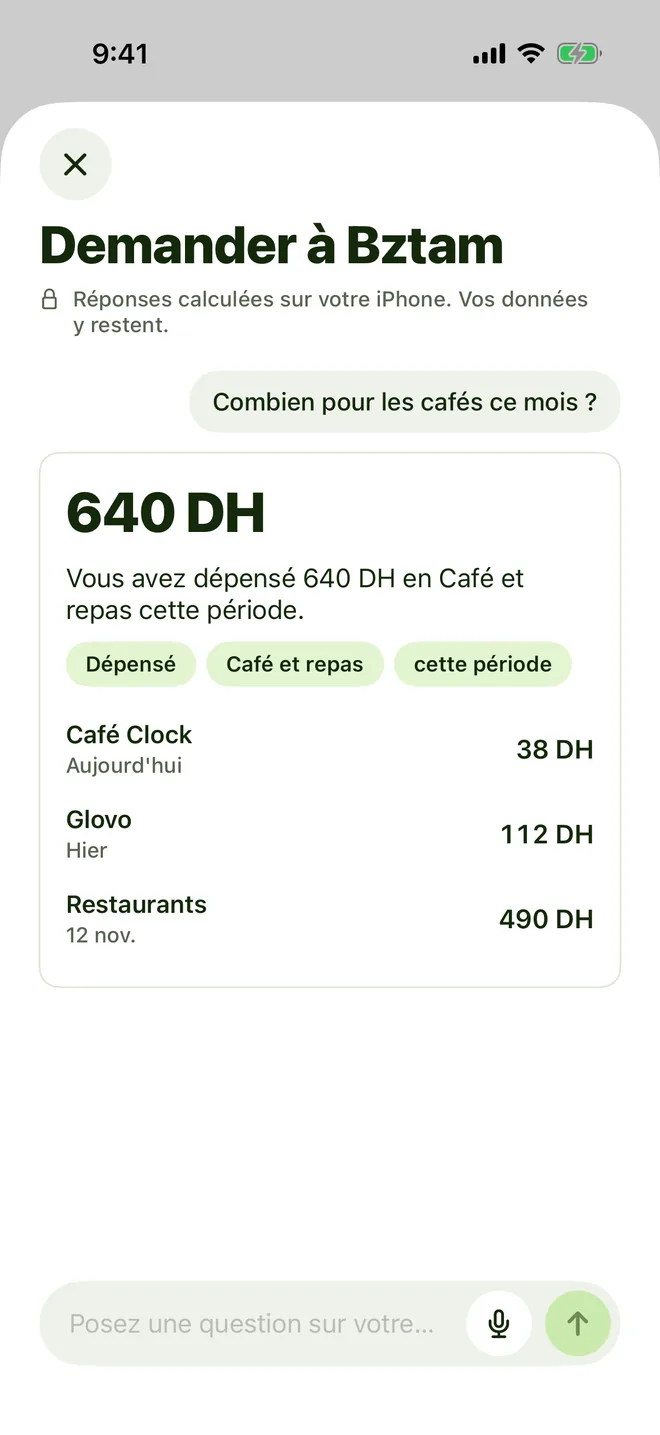 9:41
Demander à Bztam
Réponses calculées sur votre iPhone. Vos données
y restent.
Combien pour les cafés ce mois ?
640 DH
Vous avez dépensé 640 DH en Café et
repas cette période.
Dépensé Café et repas cette période
Café Clock
38 DH
Aujourd'hui
Glovo
112 DH
Hier
Restaurants
490 DH
12 nov.
Posez une question sur votre...